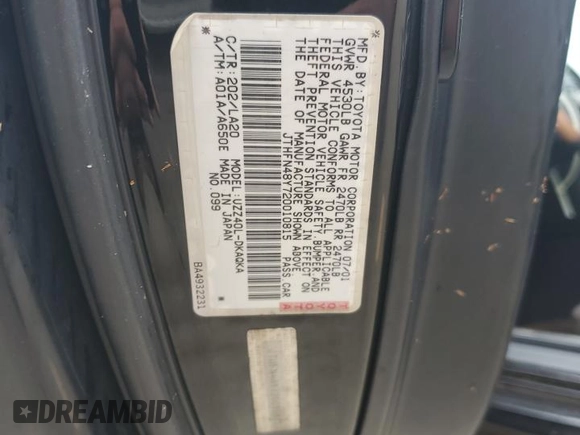 MFD.BY:TOYOTA MOTOR CORPORATION 07/01
GVWR 4530LB GAWR FR 2470LB RR 2470LB
THIS VEHICLE CONFORMS TO ALL APPLICABLE
FEDERAL MOTOR VEHICLE SAFETY,BUMPER,AND
THEFT PREVENTION STANDARDS IN EFFECT ON
THE DATE OF MANUFACTURE SHOWN ABOVE.
JTHFN48Y720010815 PASS.CAR
C/TR:202/LA20 MODEL:UZZ40L-DKAQKA
A/TM:A01A/A650E MADE IN JAPAN
NO.099
BA4932231
TOYOTA
DREAMBID